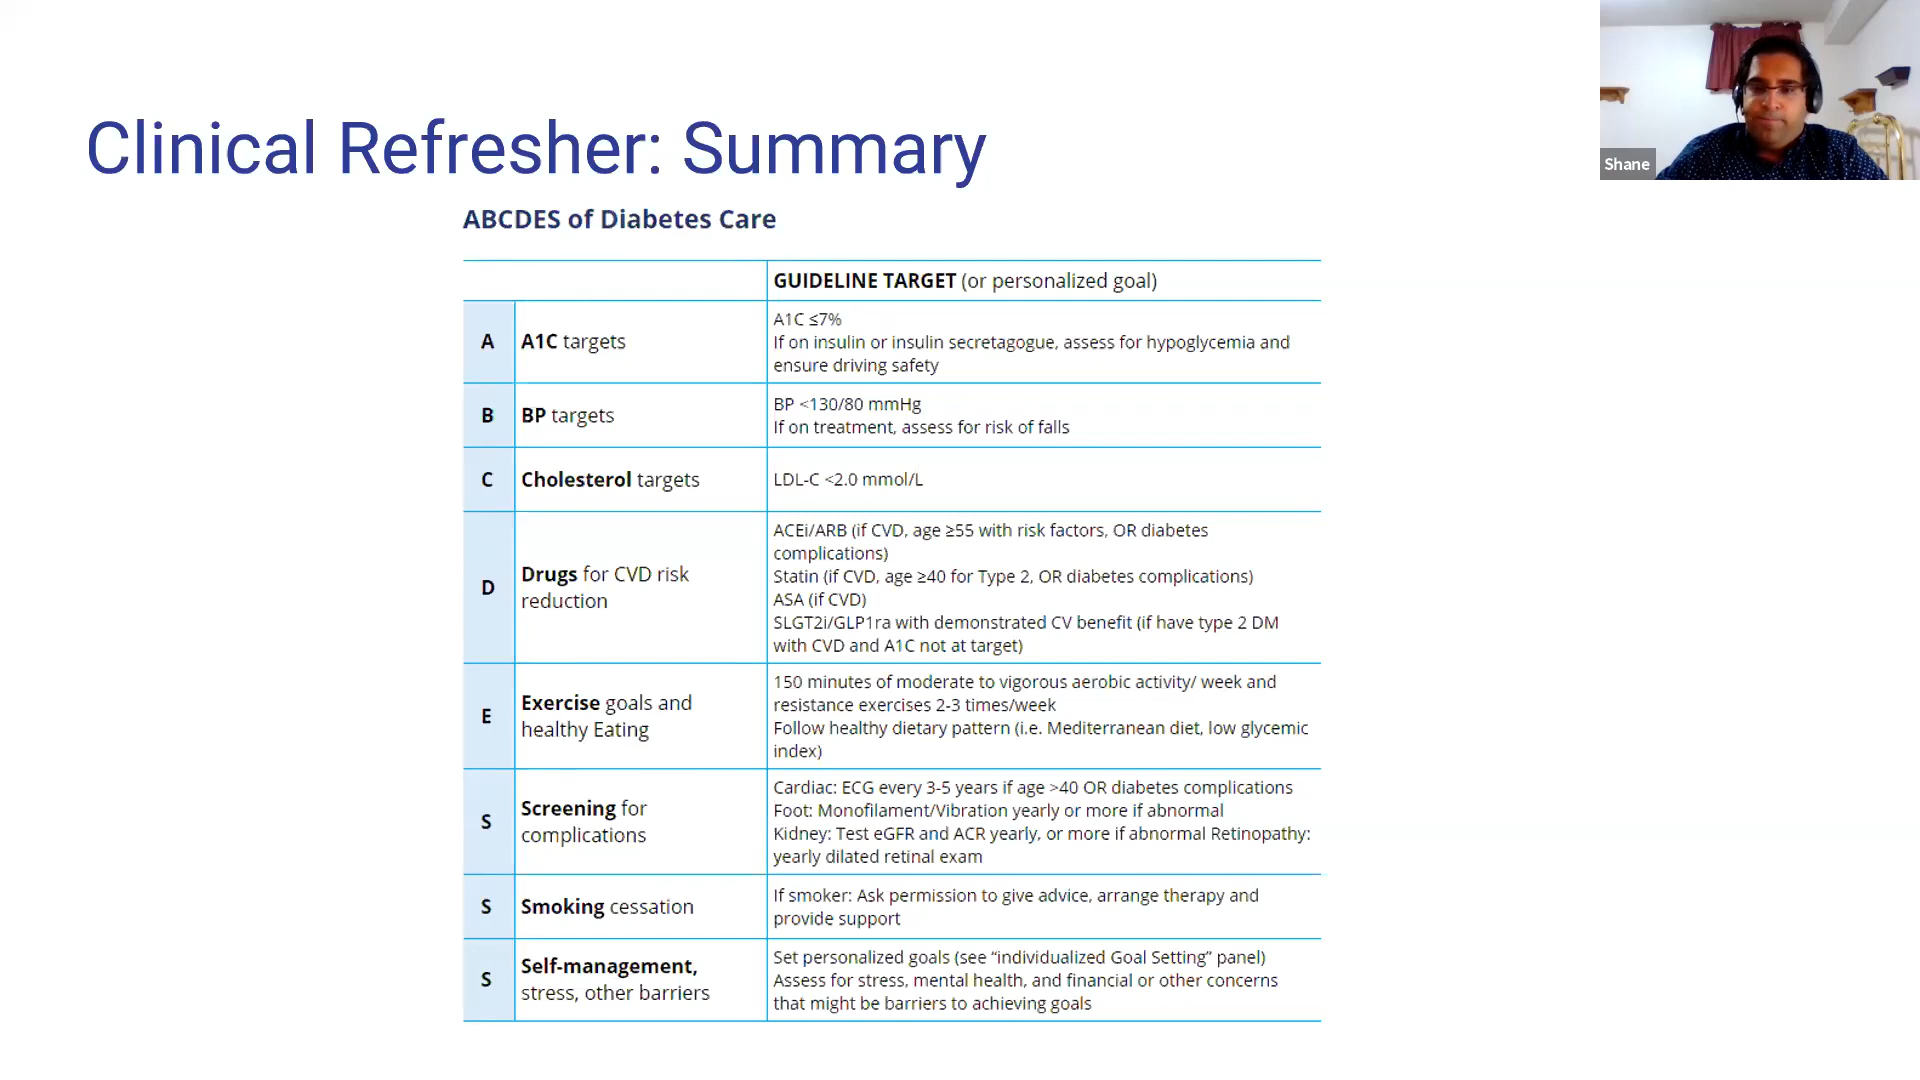 Clinical Refresher: Summary
Shane
ABCDES of Diabetes Care
GUIDELINE TARGET (or personalized goal)
A
A1C targets
A1C ≤7%
If on insulin or insulin secretagogue, assess for hypoglycemia and
ensure driving safety
B
BP targets
BP <130/80 mmHg
If on treatment, assess for risk of falls
C
Cholesterol targets
LDL-C <2.0 mmol/L
D
Drugs for CVD risk
reduction
ACEi/ARB (if CVD, age ≥55 with risk factors, OR diabetes
complications)
Statin (if CVD, age ≥40 for Type 2, OR diabetes complications)
ASA (if CVD)
SLGT2i/GLP1ra with demonstrated CV benefit (if have type 2 DM
with CVD and A1C not at target)
E
Exercise goals and
healthy Eating
150 minutes of moderate to vigorous aerobic activity/ week and
resistance exercises 2-3 times/week
Follow healthy dietary pattern (i.e. Mediterranean diet, low glycemic
index)
S
Screening for
complications
Cardiac: ECG every 3-5 years if age >40 OR diabetes complications
Foot: Monofilament/Vibration yearly or more if abnormal
Kidney: Test eGFR and ACR yearly, or more if abnormal Retinopathy:
yearly dilated retinal exam
S
Smoking cessation
If smoker: Ask permission to give advice, arrange therapy and
provide support
S
Self-management,
stress, other barriers
Set personalized goals (see “individualized Goal Setting” panel)
Assess for stress, mental health, and financial or other concerns
that might be barriers to achieving goals